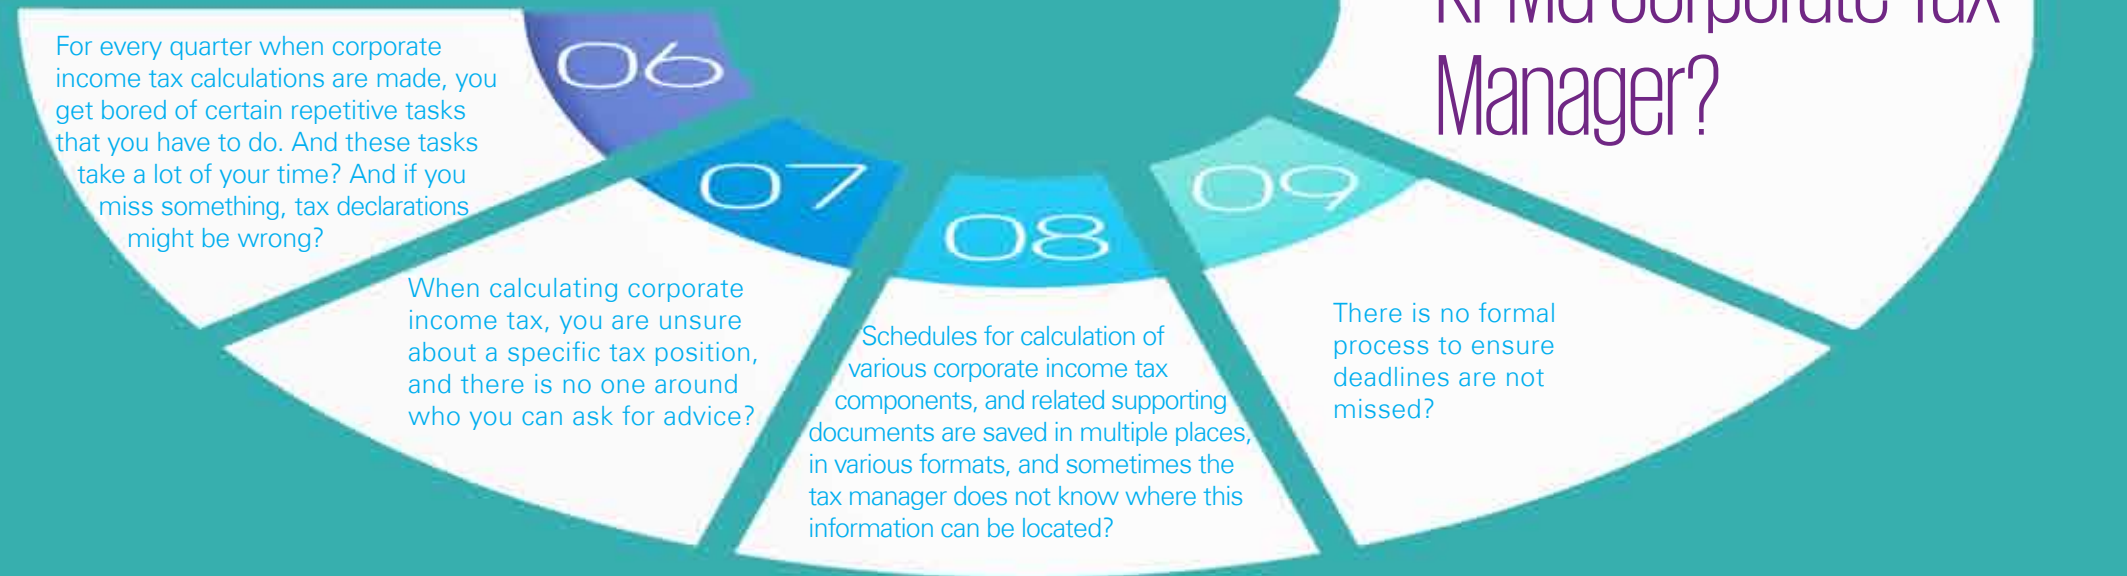 KPMG Corporate Tax
Manager?
06
For every quarter when corporate
income tax calculations are made, you
get bored of certain repetitive tasks
that you have to do. And these tasks
take a lot of your time? And if you
miss something, tax declarations
might be wrong?
07
When calculating corporate
income tax, you are unsure
about a specific tax position,
and there is no one around
who you can ask for advice?
08
Schedules for calculation of
various corporate income tax
components, and related supporting
documents are saved in multiple places,
in various formats, and sometimes the
tax manager does not know where this
information can be located?
09
There is no formal
process to ensure
deadlines are not
missed?